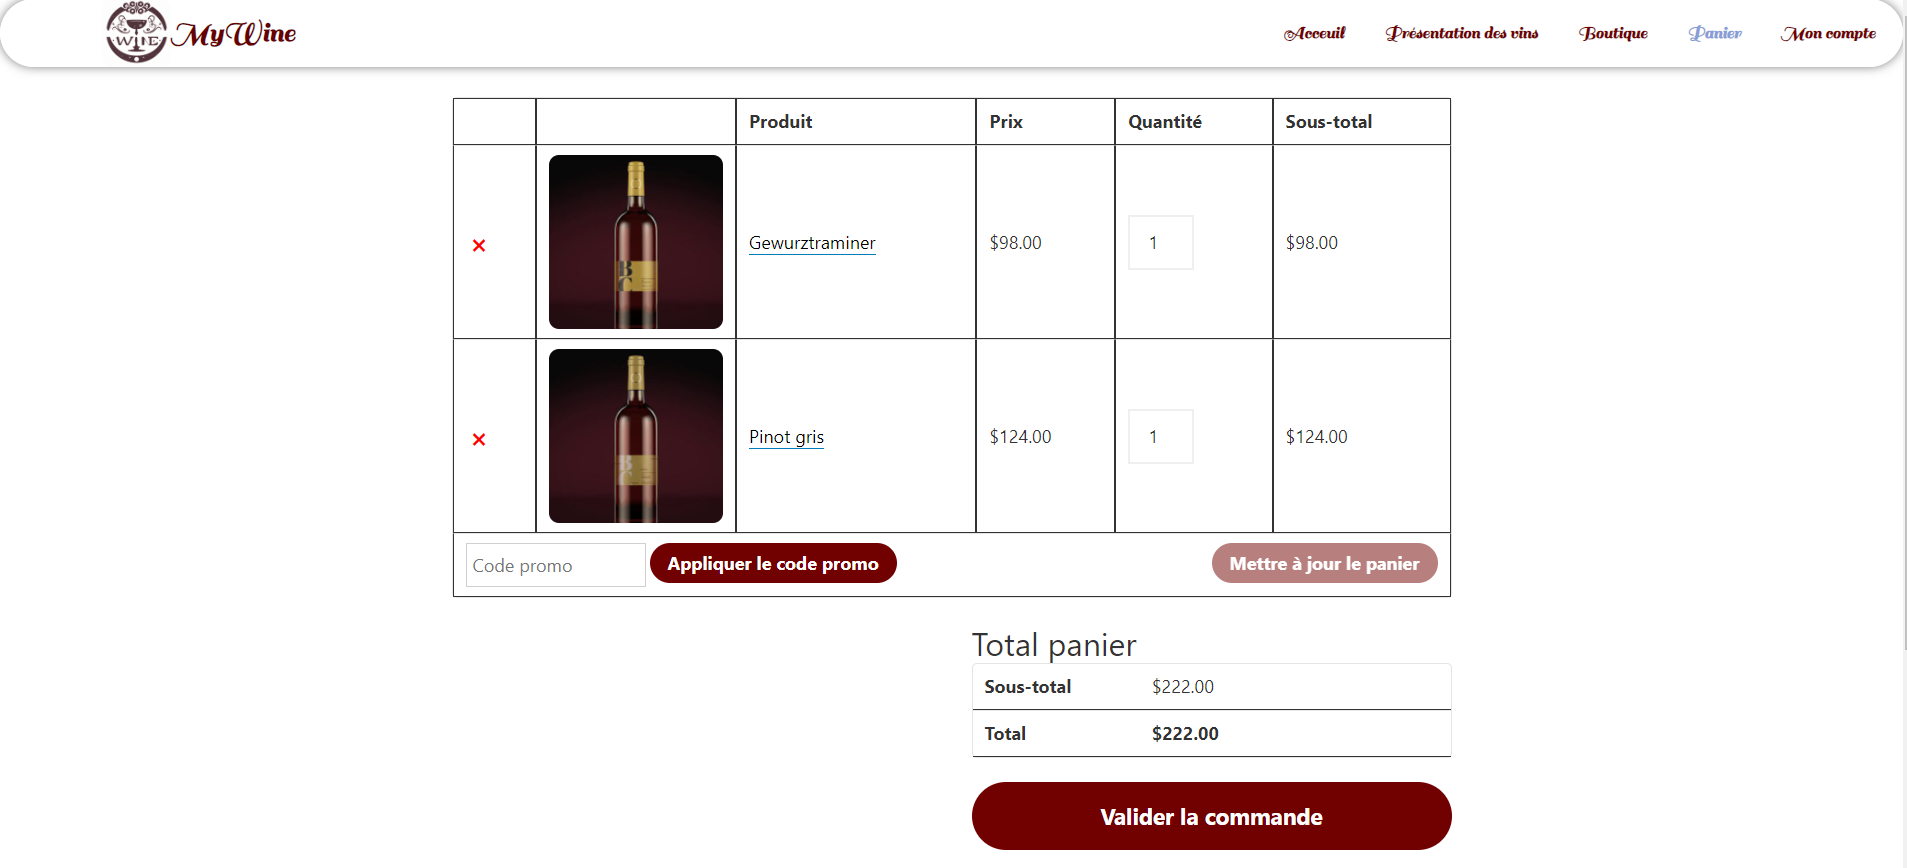 WINE MyWine Acceuil Présentation des vins Boutique Panier Mon compte
Produit Prix Quantité Sous-total
× BC Gewurztraminer $98.00 1 $98.00
× BC Pinot gris $124.00 1 $124.00
Code promo Appliquer le code promo Mettre à jour le panier
Total panier
Sous-total $222.00
Total $222.00
Valider la commande